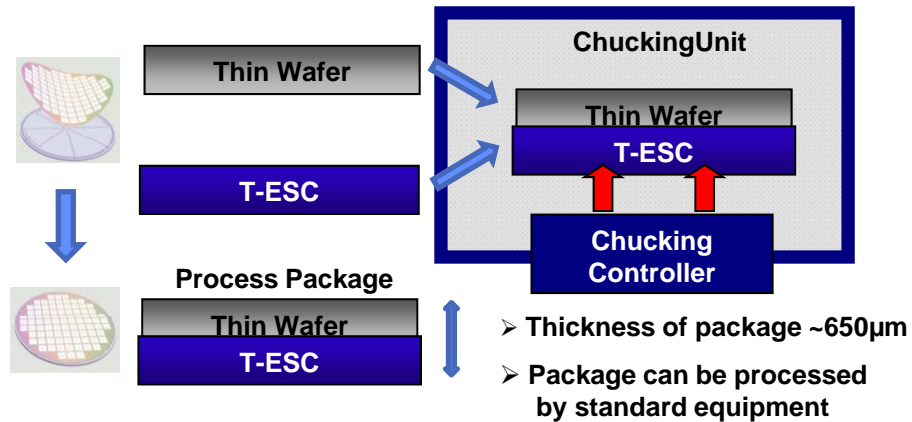 ChuckingUnit
Thin Wafer
Thin Wafer
T-ESC
T-ESC
Chucking
Controller
Process Package
Thin Wafer
T-ESC
➢ Thickness of package ~650µm
➢ Package can be processed
by standard equipment